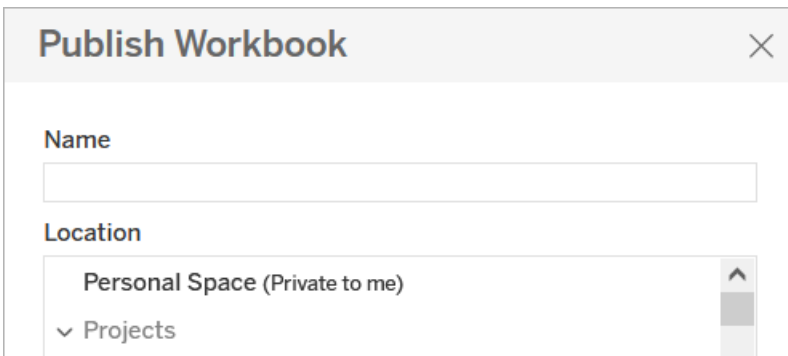 Publish Workbook
Name
Location
Personal Space (Private to me)
Projects